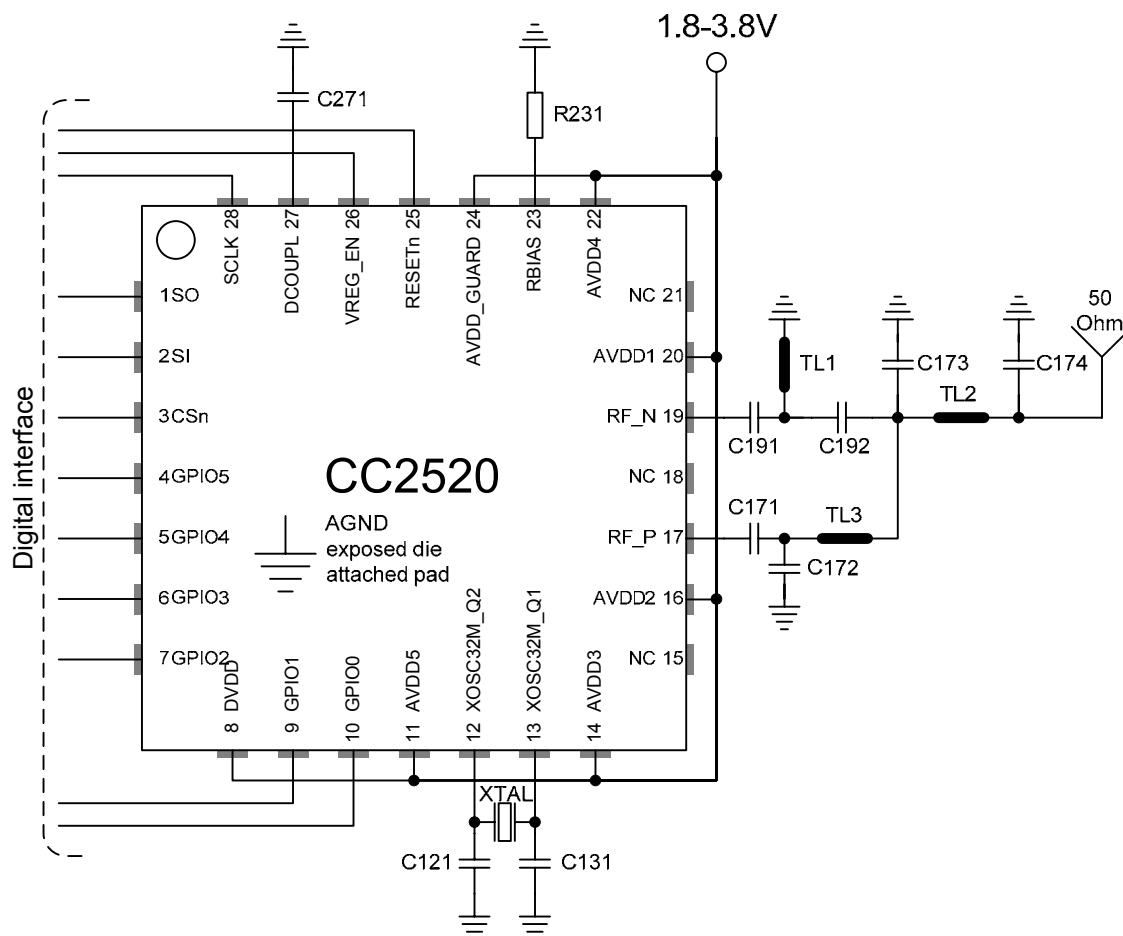 1.8-3.8V
C271
R231
SCLK 28
DCOUPL 27
VREG_EN 26
RESETn 25
AVDD_GUARD 24
RBIAS 23
AVDD4 22
1SO
2SI
3CSn
4GPIO5
5GPIO4
6GPIO3
7GPIO2
Digital interface
CC2520
AGND
exposed die
attached pad
NC 21
AVDD1 20
RF_N 19
NC 18
RF_P 17
AVDD2 16
NC 15
8 DVDD
9 GPIO1
10 GPIO0
11 AVDD5
12 XOSC32M_Q2
13 XOSC32M_Q1
14 AVDD3
TL1
C173
C174
50
Ohm
TL2
C191
C192
C171
TL3
C172
XTAL
C121
C131